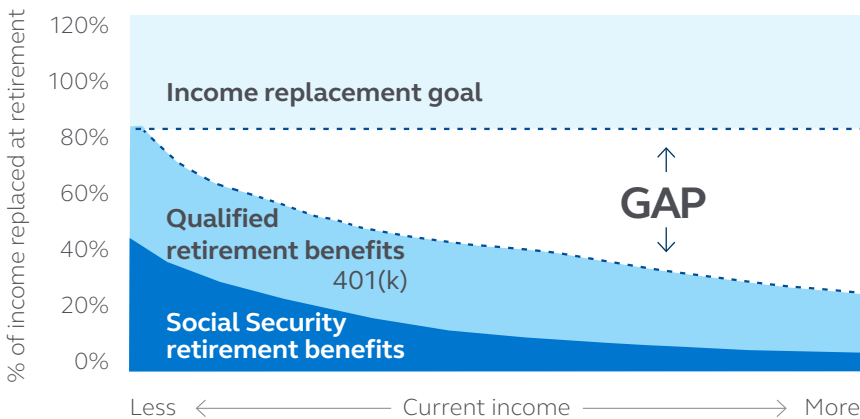 % of income replaced at retirement
120%
100%
80%
60%
40%
20%
0%
Income replacement goal
GAP
Qualified
retirement benefits
401(k)
Social Security
retirement benefits
Less
Current income
More